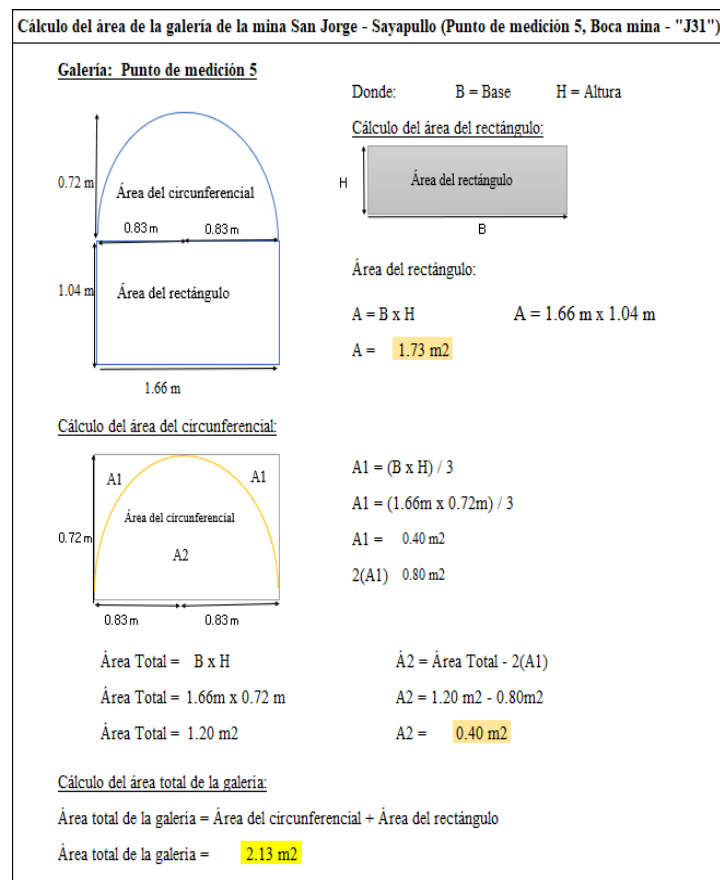 Cálculo del área de la galería de la mina San Jorge - Sayapullo (Punto de medición 5, Boca mina - "J31")
Galería: Punto de medición 5
Donde: B = Base H = Altura
Cálculo del área del rectángulo:
0.72 m
Área del circunferencial
0.83 m 0.83 m
H
Área del rectángulo
B
1.04 m
Área del rectángulo
1.66 m
Área del rectángulo:
A = B x H A = 1.66 m x 1.04 m
A = 1.73 m2
Cálculo del área del circunferencial:
A1 A1
Área del circunferencial
0.72 m
A2
0.83 m 0.83 m
A1 = (B x H) / 3
A1 = (1.66m x 0.72m) / 3
A1 = 0.40 m2
2(A1) 0.80 m2
Área Total = B x H
Área Total = 1.66m x 0.72 m
Área Total = 1.20 m2
Á2 = Área Total - 2(A1)
A2 = 1.20 m2 - 0.80m2
A2 = 0.40 m2
Cálculo del área total de la galería:
Área total de la galeria = Área del circunferencial + Área del rectángulo
Área total de la galeria = 2.13 m2